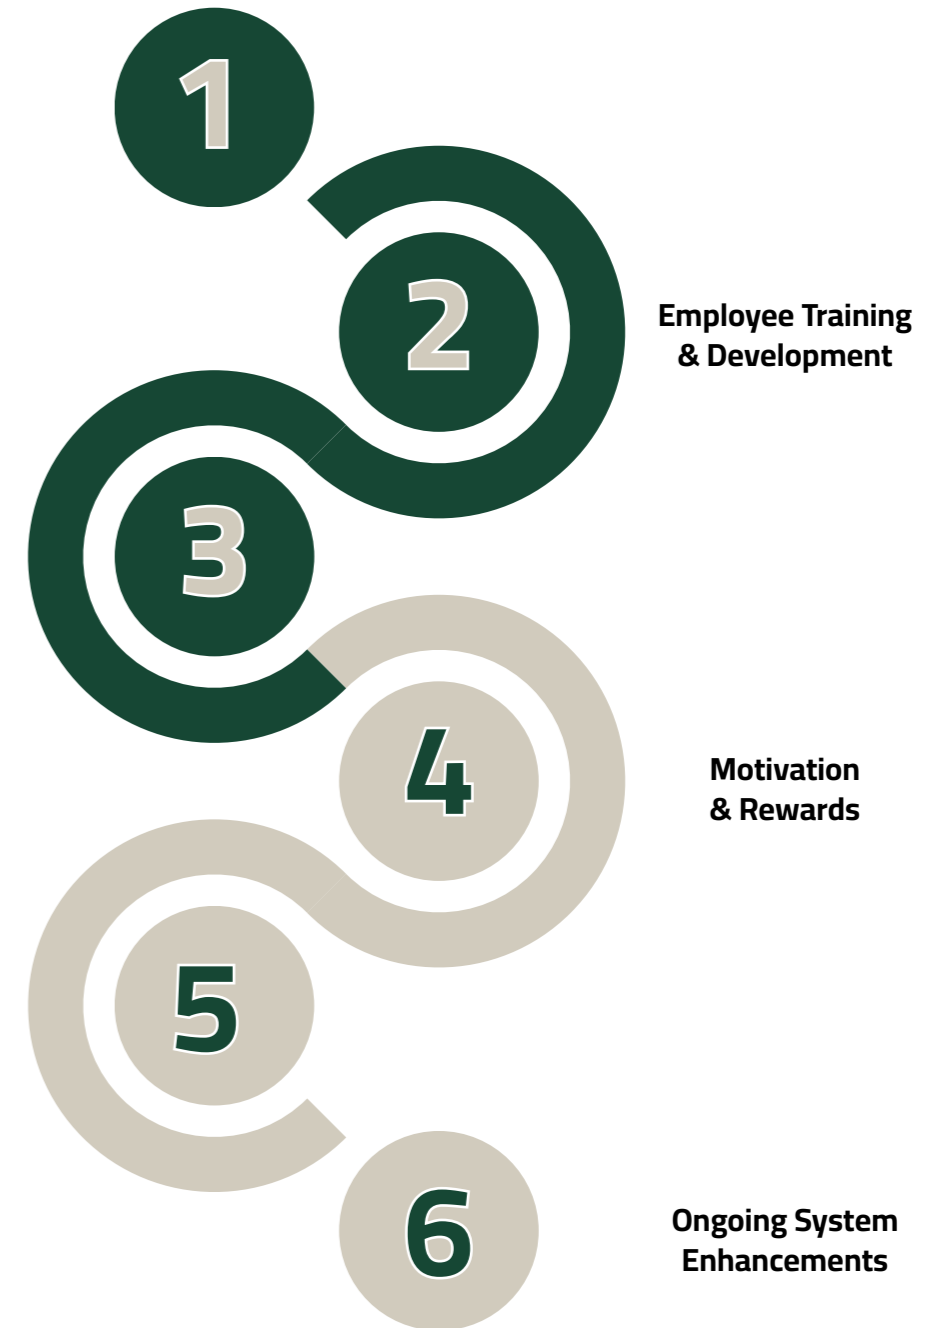 1
2
Employee Training
& Development
3
4
Motivation
& Rewards
5
6
Ongoing System
Enhancements